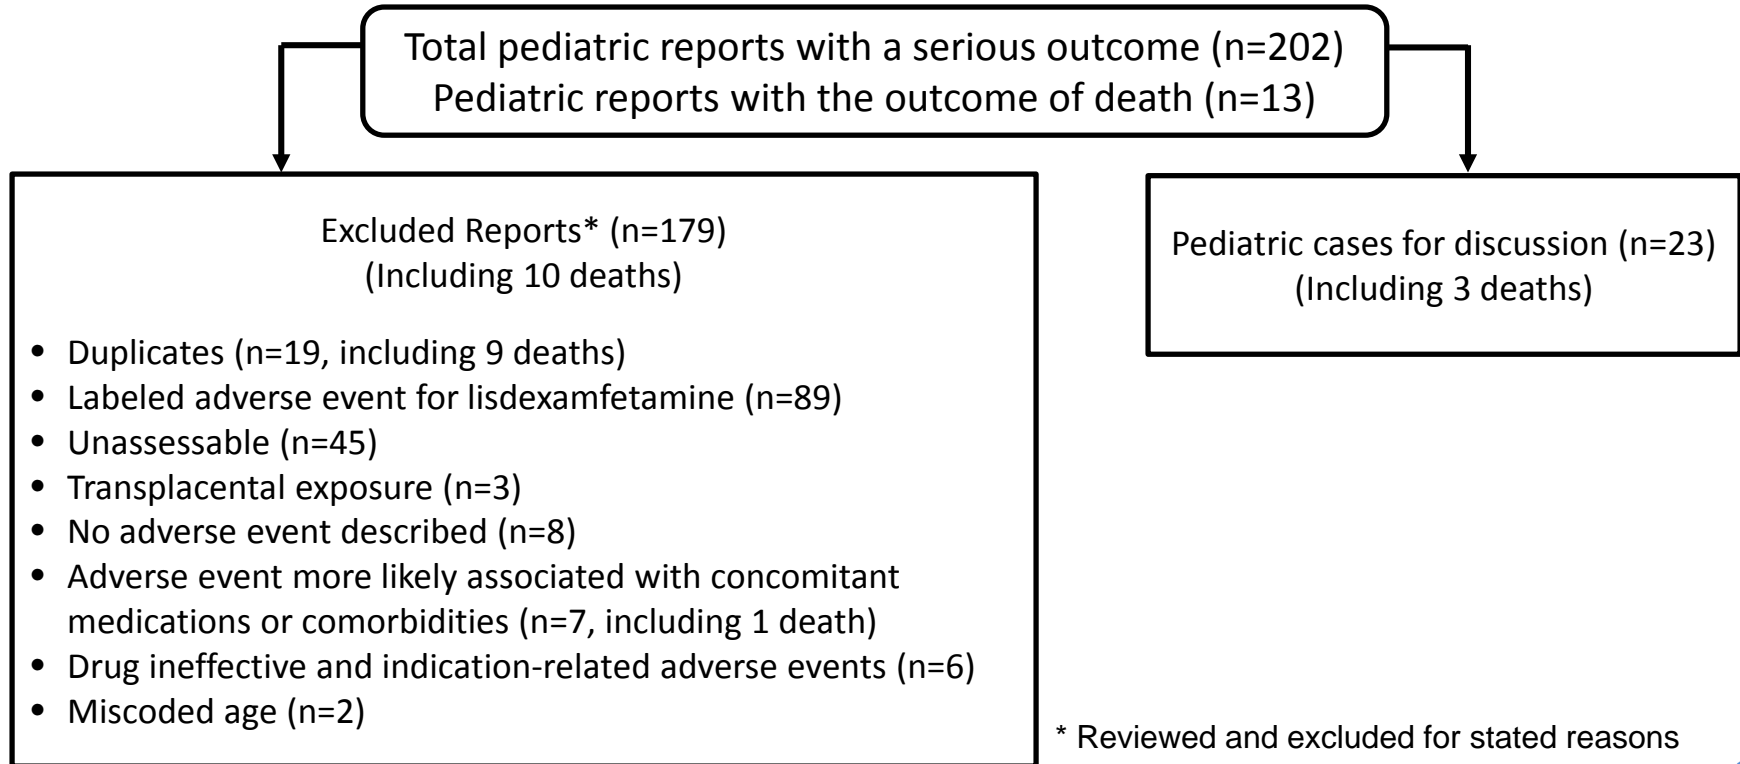 Total pediatric reports with a serious outcome (n=202)
Pediatric reports with the outcome of death (n=13)
Excluded Reports* (n=179)
(Including 10 deaths)
• Duplicates (n=19, including 9 deaths)
• Labeled adverse event for lisdexamfetamine (n=89)
• Unassessable (n=45)
• Transplacental exposure (n=3)
• No adverse event described (n=8)
• Adverse event more likely associated with concomitant
medications or comorbidities (n=7, including 1 death)
• Drug ineffective and indication-related adverse events (n=6)
• Miscoded age (n=2)
Pediatric cases for discussion (n=23)
(Including 3 deaths)
* Reviewed and excluded for stated reasons